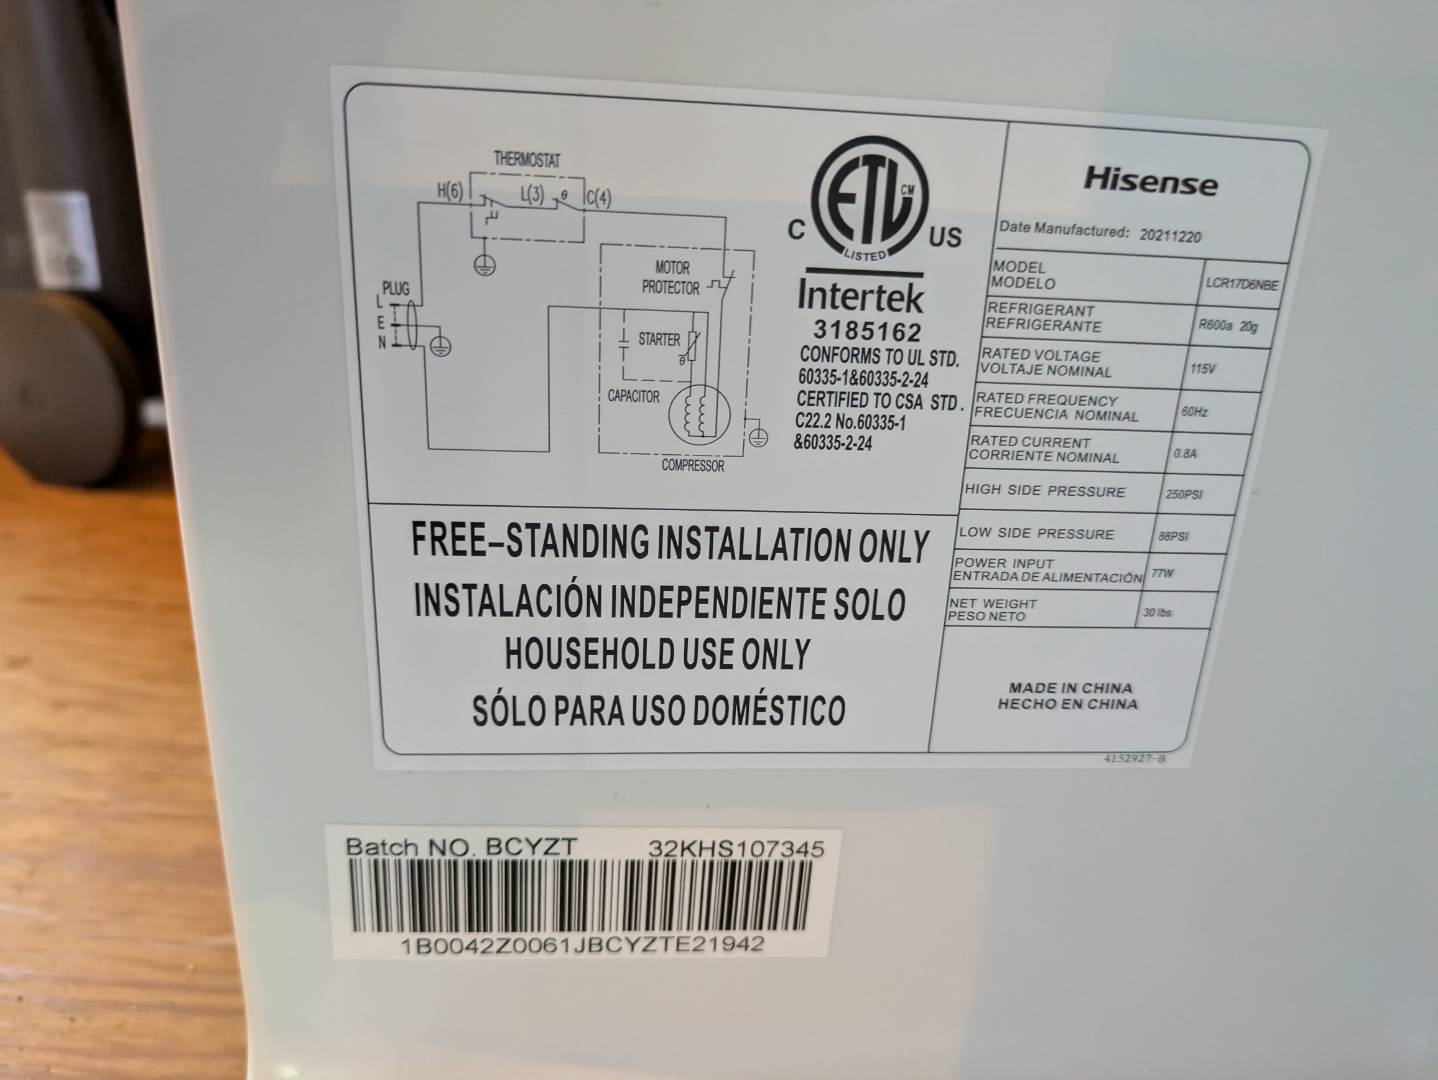 THERMOSTAT
H(6) L(3) θ C(4)
PLUG
L
E
N
MOTOR
PROTECTOR
STARTER
θ
CAPACITOR
COMPRESSOR
ETL CM
LISTED
C US
Intertek
3185162
CONFORMS TO UL STD.
60335-1&60335-2-24
CERTIFIED TO CSA STD.
C22.2 No.60335-1
&60335-2-24
Hisense
Date Manufactured: 20211220
MODEL
MODELO LCR17D6NBE
REFRIGERANT
REFRIGERANTE R600a 20g
RATED VOLTAGE
VOLTAJE NOMINAL 115V
RATED FREQUENCY
FRECUENCIA NOMINAL 60Hz
RATED CURRENT
CORRIENTE NOMINAL 0.8A
HIGH SIDE PRESSURE 250PSI
LOW SIDE PRESSURE 88PSI
POWER INPUT
ENTRADA DE ALIMENTACIÓN 77W
NET WEIGHT
PESO NETO 30 lbs
MADE IN CHINA
HECHO EN CHINA
4152927-B
FREE-STANDING INSTALLATION ONLY
INSTALACIÓN INDEPENDIENTE SOLO
HOUSEHOLD USE ONLY
SÓLO PARA USO DOMÉSTICO
Batch NO. BCYZT 32KHS107345
1B0042Z0061JBCYZTE21942